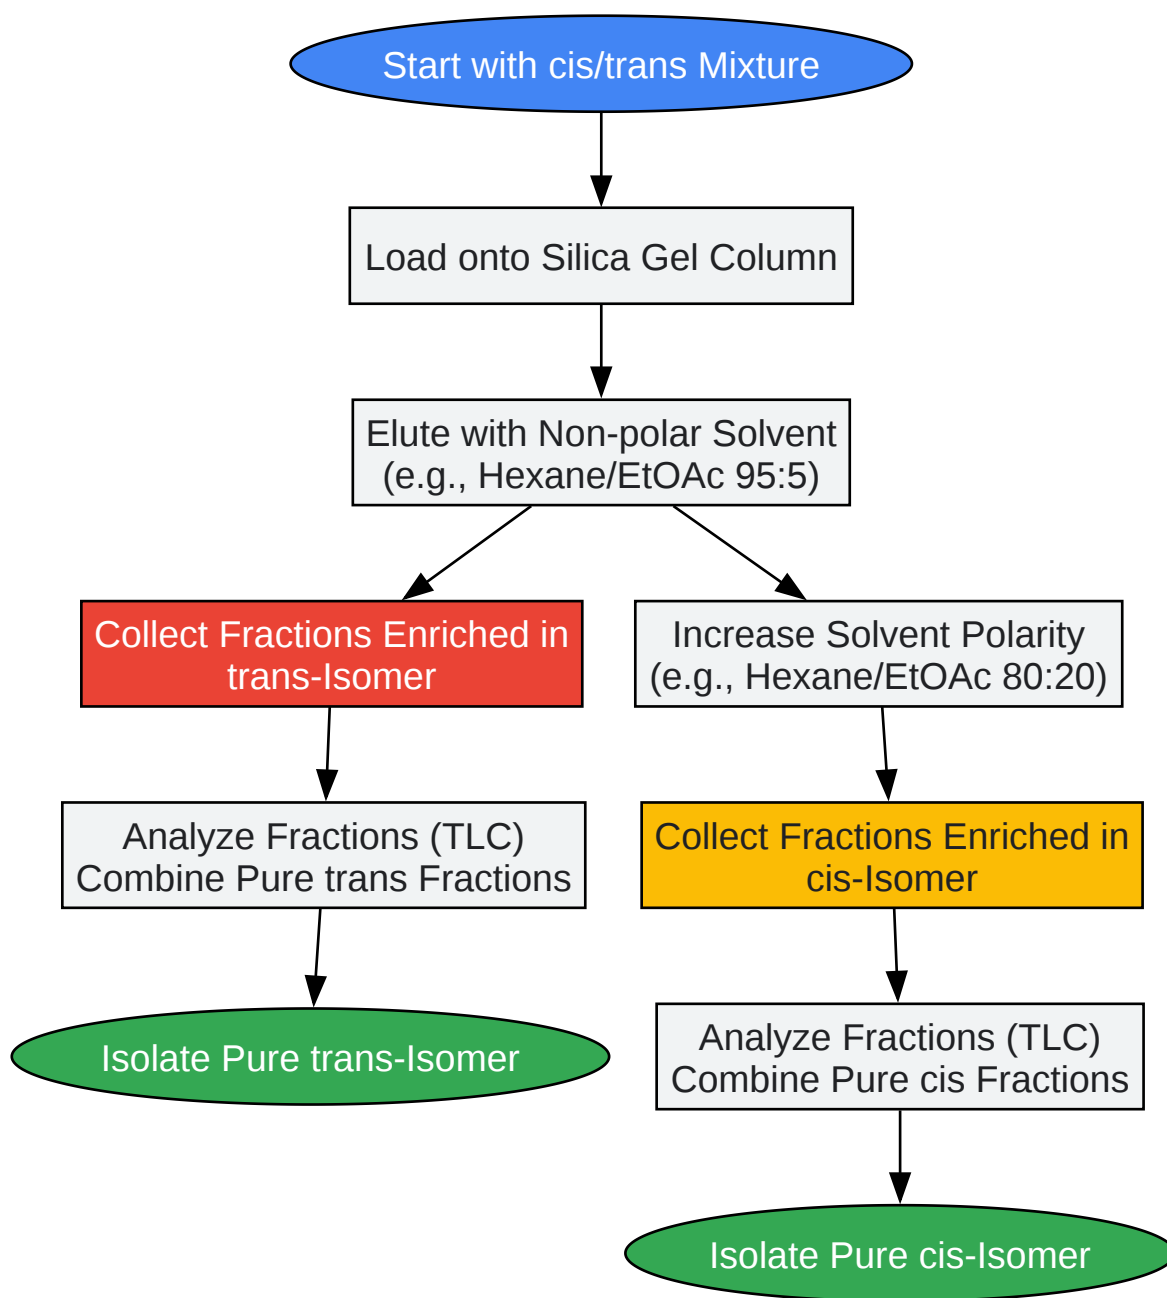 Start with cis/trans Mixture
Load onto Silica Gel Column
Elute with Non-polar Solvent
(e.g., Hexane/EtOAc 95:5)
Collect Fractions Enriched in
trans-Isomer
Increase Solvent Polarity
(e.g., Hexane/EtOAc 80:20)
Analyze Fractions (TLC)
Combine Pure trans Fractions
Collect Fractions Enriched in
cis-Isomer
Isolate Pure trans-Isomer
Analyze Fractions (TLC)
Combine Pure cis Fractions
Isolate Pure cis-Isomer